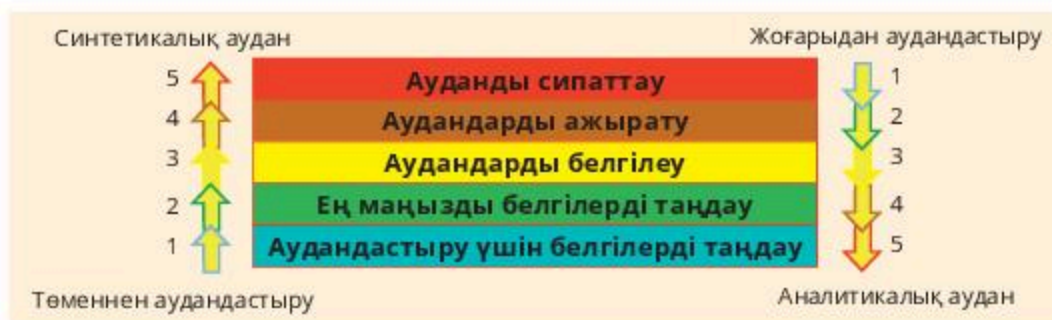 Синтетикалық аудан
Жоғарыдан аудандастыру
5
Ауданды сипаттау
1
4
Аудандарды ажырату
2
3
Аудандарды белгілеу
3
2
Ең маңызды белгілерді таңдау
4
1
Аудандастыру үшін белгілерді таңдау
5
Төменнен аудандастыру
Аналитикалық аудан